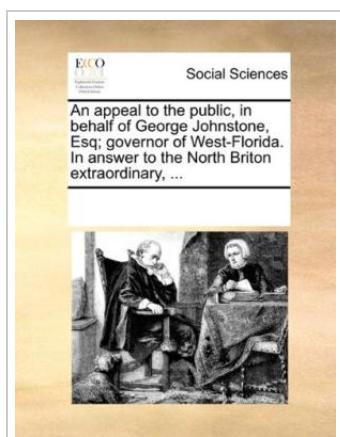 ECCO
Social Sciences
An appeal to the public, in
behalf of George Johnstone,
Esq; governor of West-Florida.
In answer to the North Briton
extraordinary, ...